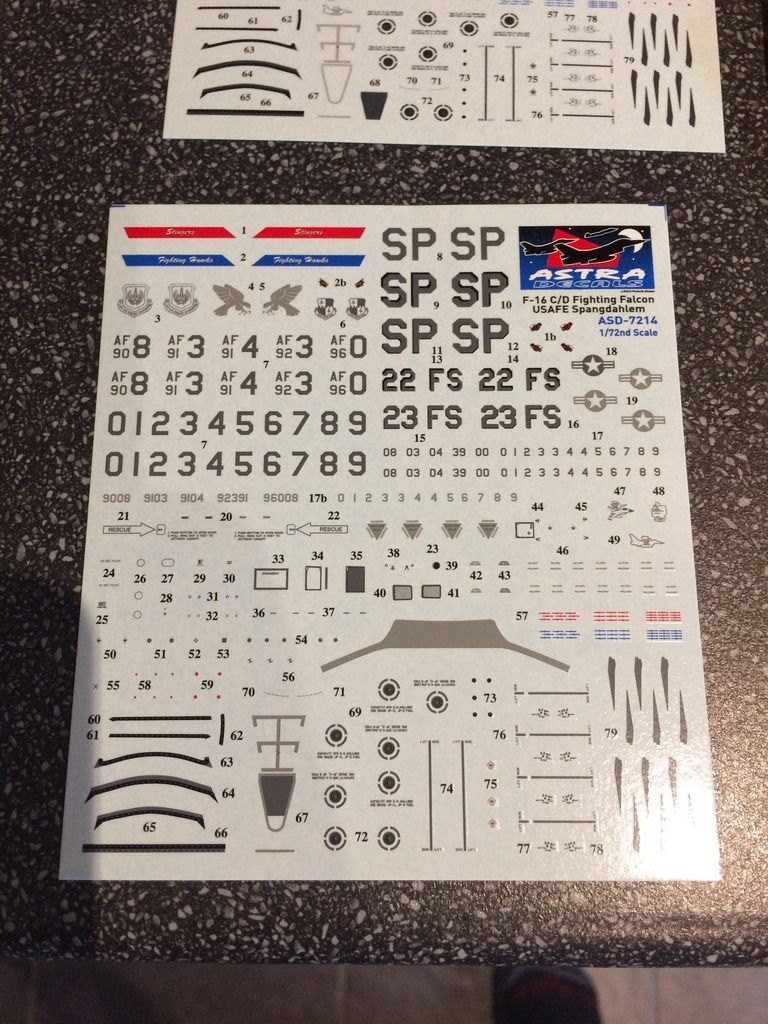 60 61 62 57 77 78
63 69 79
64 70 71 73 74 75
65 66 67 68 72 76
Stingers 1 Stingers
Fighting Hawks 2 Fighting Hawks
SP 8 SP
ASTRA
DECALS
F-16 C/D Fighting Falcon
USAFE Spangdahlem
ASD-7214
1/72nd Scale
3 4 5 2b 6
SP 9 SP 10
SP 11 SP 12
13 14 1b 18
AF 90 8 AF 91 3 AF 91 4 AF 92 3 AF 96 0
7
AF 90 8 AF 91 3 AF 91 4 AF 92 3 AF 96 0
22 FS 22 FS
23 FS 23 FS 16
19
0 1 2 3 4 5 6 7 8 9
7
0 1 2 3 4 5 6 7 8 9
15 17
08 03 04 39 00 0 1 2 3 4 5 6 7 8 9
08 03 04 39 00 0 1 2 3 4 5 6 7 8 9
9008 9103 9104 92391 96008 17b 0 1 2 3 4 5 6 7 8 9
21 20 22 44 45 47 48
RESCUE RESCUE
46 49
24 26 27 29 30 33 34 35 38 23 39 42 43
28 31 40 41
25 32 36 37 57
50 51 52 53 54
55 58 59 56 70 71
60 61 62 69 73
63 76 79
64 74 75
65 66 67 72 77 78